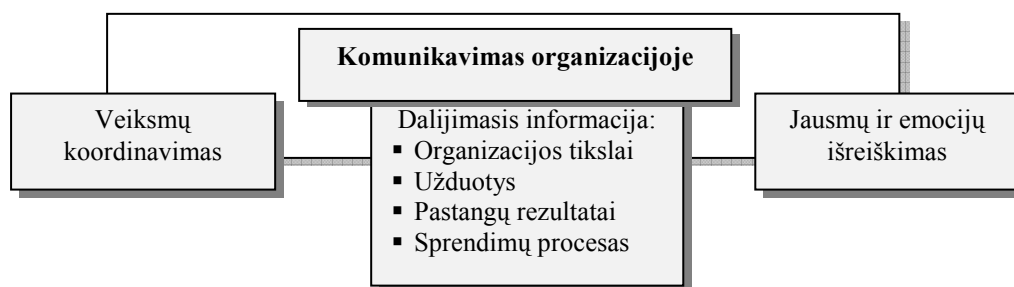 Komunikavimas organizacijoje
Veiksmų
koordinavimas
Dalijimasis informacija:
▪ Organizacijos tikslai
▪ Užduotys
▪ Pastangų rezultatai
▪ Sprendimų procesas
Jausmų ir emocijų
išreiškimas